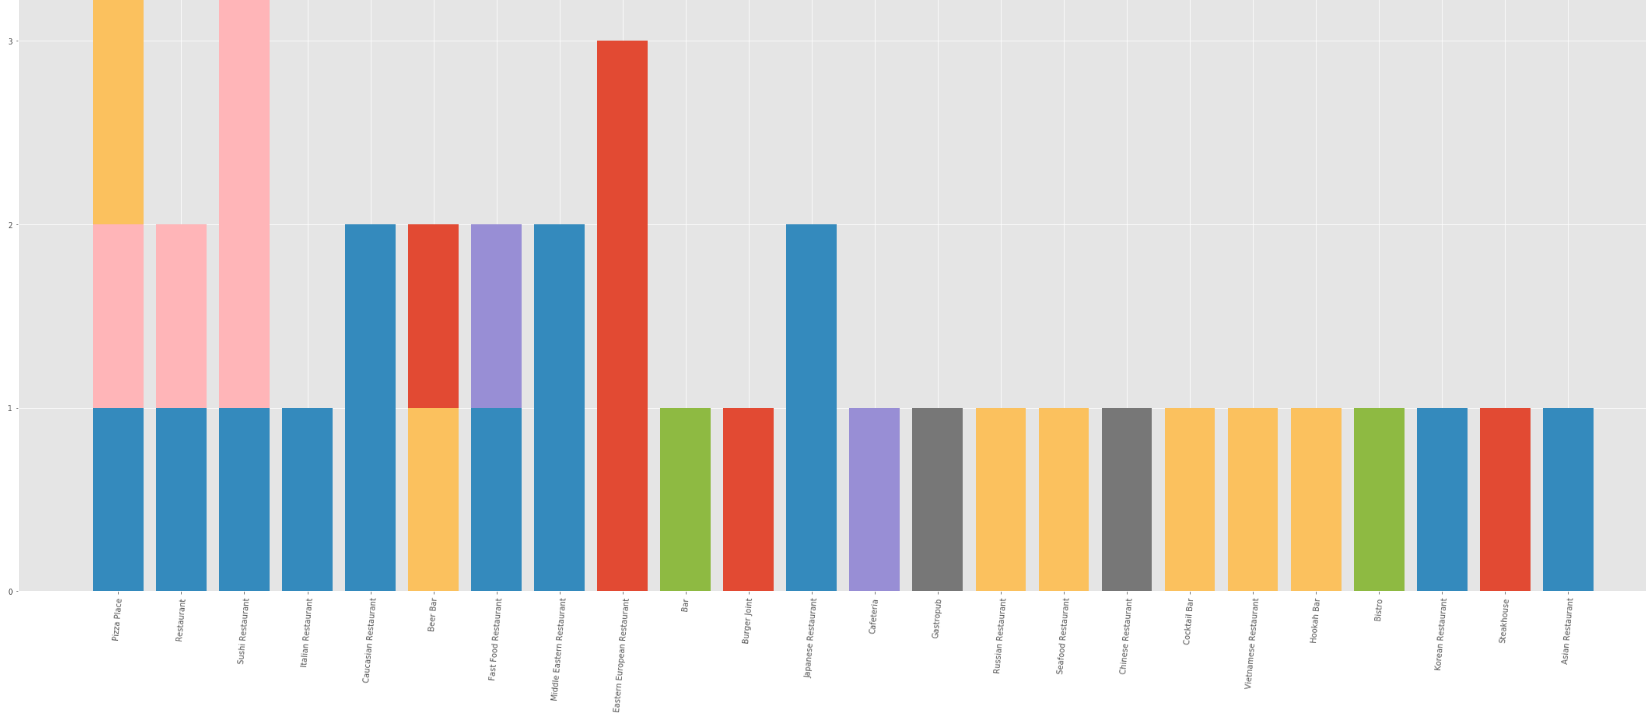 3
2
1
0
Pizza Place
Restaurant
Sushi Restaurant
Italian Restaurant
Caucasian Restaurant
Beer Bar
Fast Food Restaurant
Middle Eastern Restaurant
Eastern European Restaurant
Bar
Burger Joint
Japanese Restaurant
Cafeteria
Gastropub
Russian Restaurant
Seafood Restaurant
Chinese Restaurant
Cocktail Bar
Vietnamese Restaurant
Hookah Bar
Bistro
Korean Restaurant
Steakhouse
Asian Restaurant